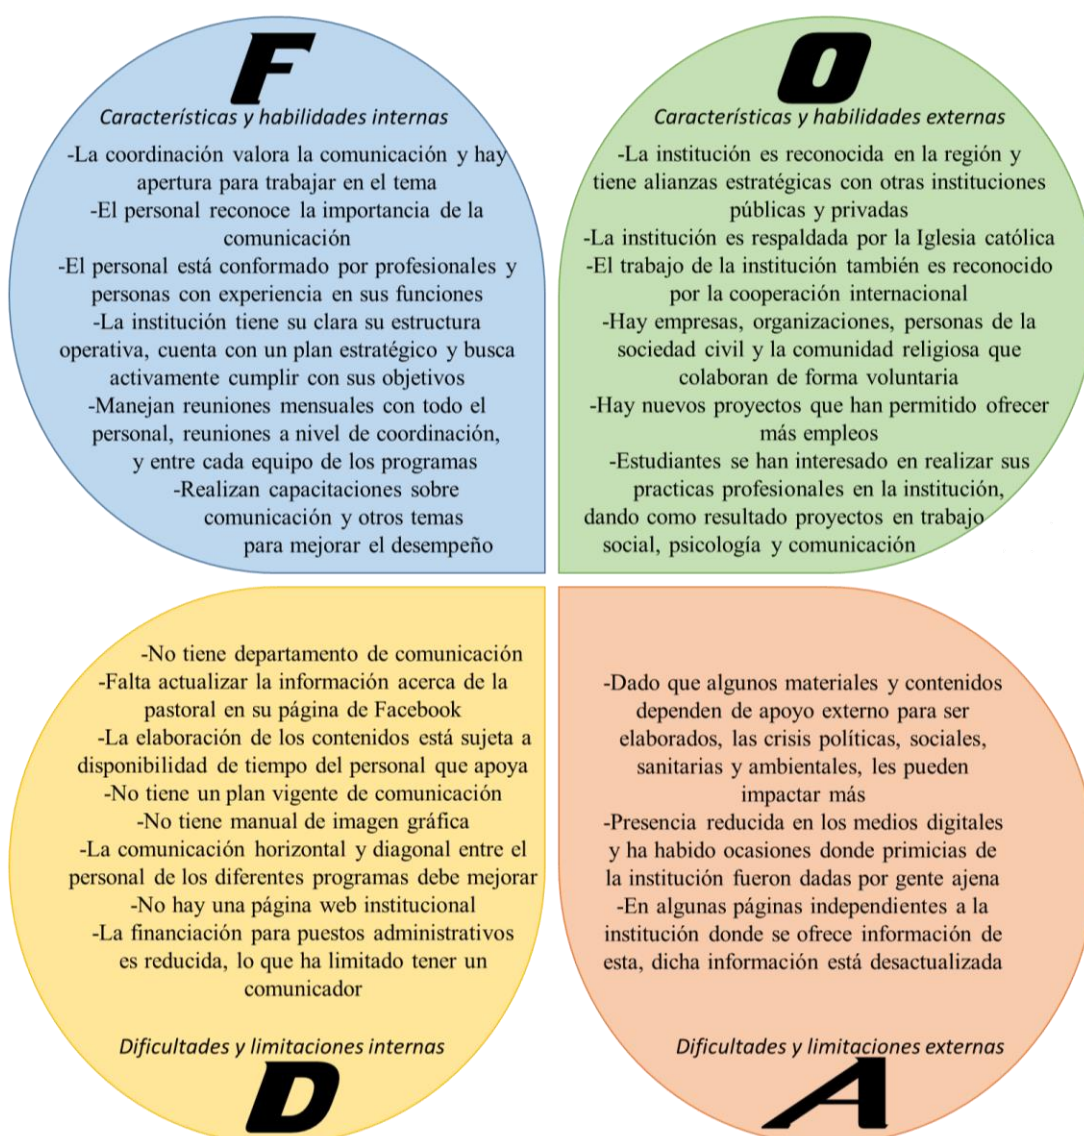 F
Características y habilidades internas
-La coordinación valora la comunicación y hay
apertura para trabajar en el tema
-El personal reconoce la importancia de la
comunicación
-El personal está conformado por profesionales y
personas con experiencia en sus funciones
-La institución tiene su clara su estructura
operativa, cuenta con un plan estratégico y busca
activamente cumplir con sus objetivos
-Manejan reuniones mensuales con todo el
personal, reuniones a nivel de coordinación,
y entre cada equipo de los programas
-Realizan capacitaciones sobre
comunicación y otros temas
para mejorar el desempeño
O
Características y habilidades externas
-La institución es reconocida en la región y
tiene alianzas estratégicas con otras instituciones
públicas y privadas
-La institución es respaldada por la Iglesia católica
-El trabajo de la institución también es reconocido
por la cooperación internacional
-Hay empresas, organizaciones, personas de la
sociedad civil y la comunidad religiosa que
colaboran de forma voluntaria
-Hay nuevos proyectos que han permitido ofrecer
más empleos
-Estudiantes se han interesado en realizar sus
practicas profesionales en la institución,
dando como resultado proyectos en trabajo
social, psicología y comunicación
-No tiene departamento de comunicación
-Falta actualizar la información acerca de la
pastoral en su página de Facebook
-La elaboración de los contenidos está sujeta a
disponibilidad de tiempo del personal que apoya
-No tiene un plan vigente de comunicación
-No tiene manual de imagen gráfica
-La comunicación horizontal y diagonal entre el
personal de los diferentes programas debe mejorar
-No hay una página web institucional
-La financiación para puestos administrativos
es reducida, lo que ha limitado tener un
comunicador
Dificultades y limitaciones internas
D
-Dado que algunos materiales y contenidos
dependen de apoyo externo para ser
elaborados, las crisis políticas, sociales,
sanitarias y ambientales, les pueden
impactar más
-Presencia reducida en los medios digitales
y ha habido ocasiones donde primicias de
la institución fueron dadas por gente ajena
-En algunas páginas independientes a la
institución donde se ofrece información de
esta, dicha información está desactualizada
Dificultades y limitaciones externas
A